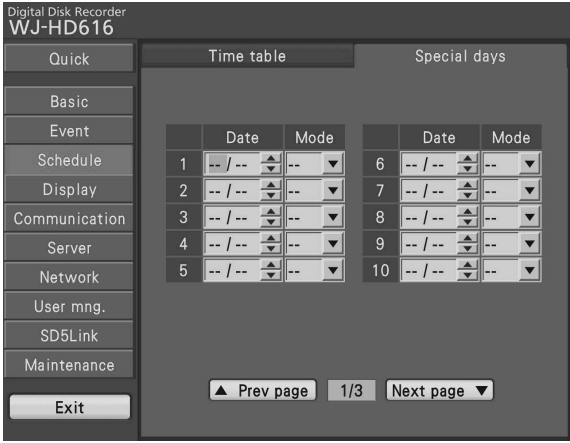 Digital Disk Recorder
WJ-HD616
Quick
Basic
Event
Schedule
Display
Communication
Server
Network
User mng.
SD5Link
Maintenance
Exit
Time table Special days
Date Mode Date Mode
1 -- / -- -- 6 -- / -- --
2 -- / -- -- 7 -- / -- --
3 -- / -- -- 8 -- / -- --
4 -- / -- -- 9 -- / -- --
5 -- / -- -- 10 -- / -- --
▲ Prev page 1/3 Next page ▼